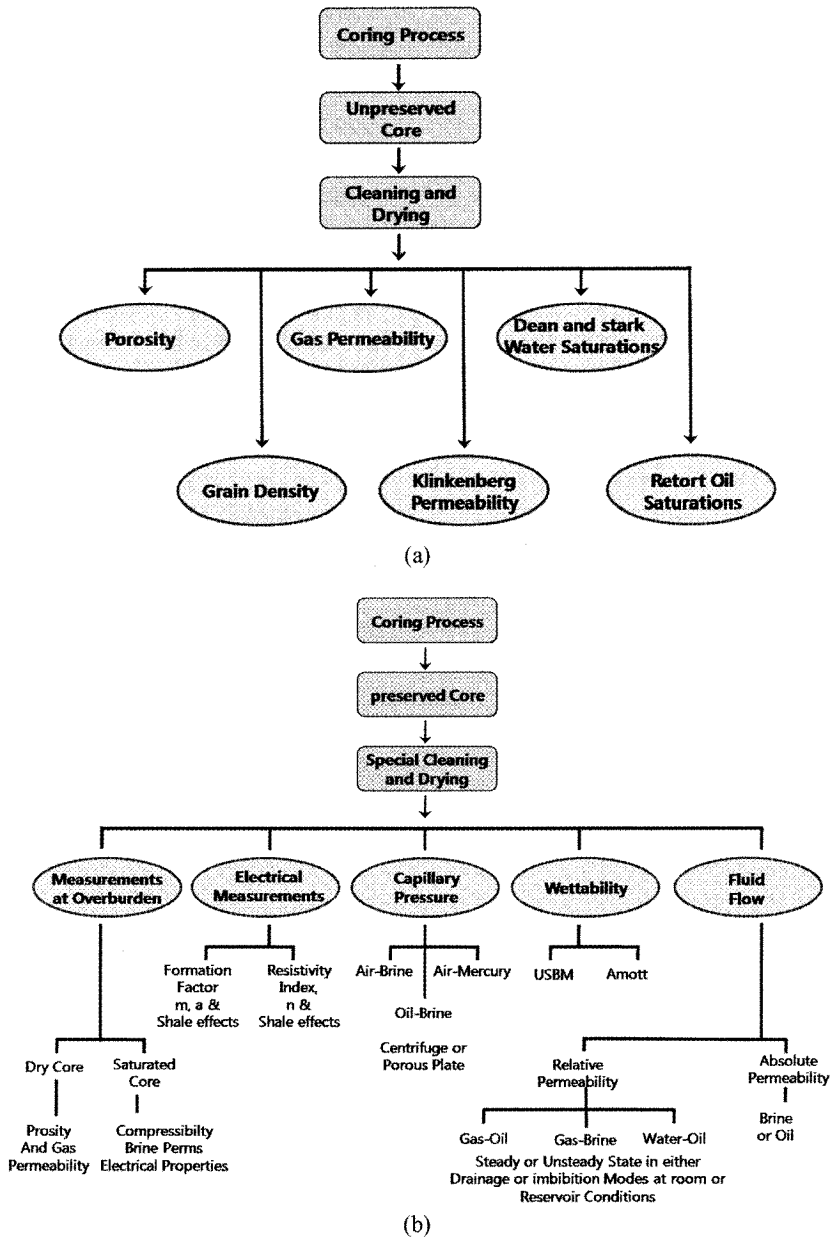 Coring Process
Unpreserved
Core
Cleaning and
Drying
Porosity
Gas Permeability
Dean and stark
Water Saturations
Grain Density
Klinkenberg
Permeability
Retort Oil
Saturations
(a)
Coring Process
preserved Core
Special Cleaning
and Drying
Measurements
at Overburden
Electrical
Measurements
Capillary
Pressure
Wettability
Fluid
Flow
Formation
Factor
m, a &
Shale effects
Resistivity
Index,
n &
Shale effects
Air-Brine
Air-Mercury
Oil-Brine
Centrifuge or
Porous Plate
USBM
Amott
Dry Core
Saturated
Core
Prosity
And Gas
Permeability
Compressibilty
Brine Perms
Electrical Properties
Relative
Permeability
Absolute
Permeability
Gas-Oil
Gas-Brine
Water-Oil
Brine
or Oil
Steady or Unsteady State in either
Drainage or imbibition Modes at room or
Reservoir Conditions
(b)